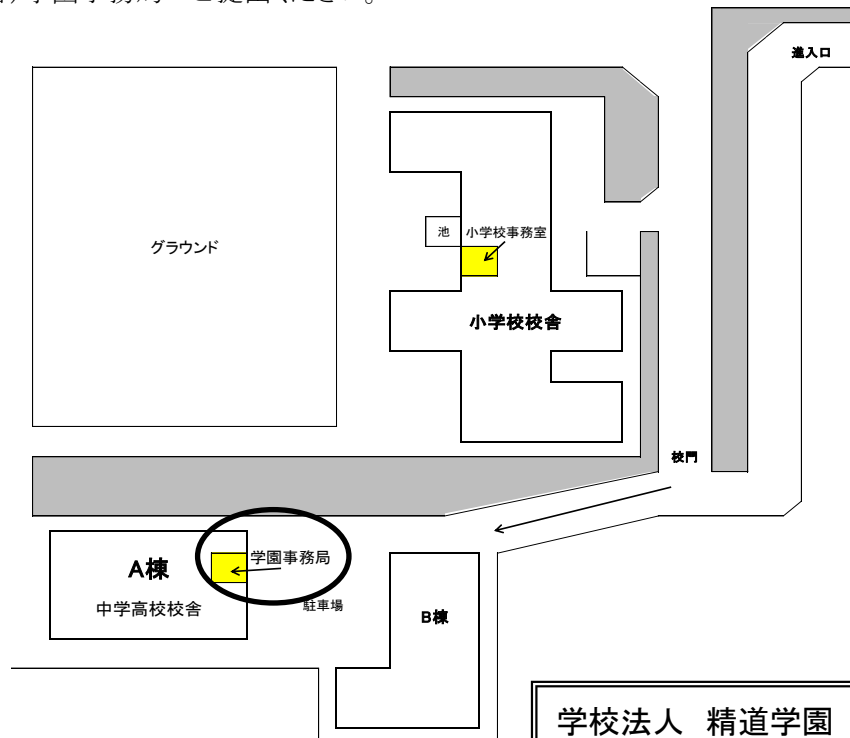 学園事務局へご提出ください。
進入口
グラウンド
池
小学校事務室
小学校校舎
校門
A棟
学園事務局
中学高校校舎
駐車場
B棟
学校法人 精道学園